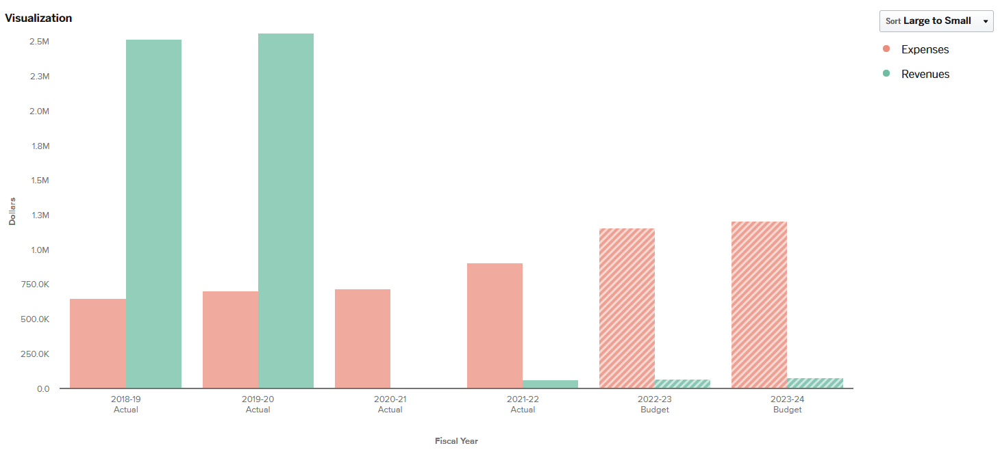 Visualization
Sort Large to Small
Expenses
Revenues
2.5M
2.3M
2.0M
1.8M
1.5M
1.3M
1.0M
750.0K
500.0K
250.0K
0.0
Dollars
2018-19 2019-20 2020-21 2021-22 2022-23 2023-24
Actual Actual Actual Actual Budget Budget
Fiscal Year